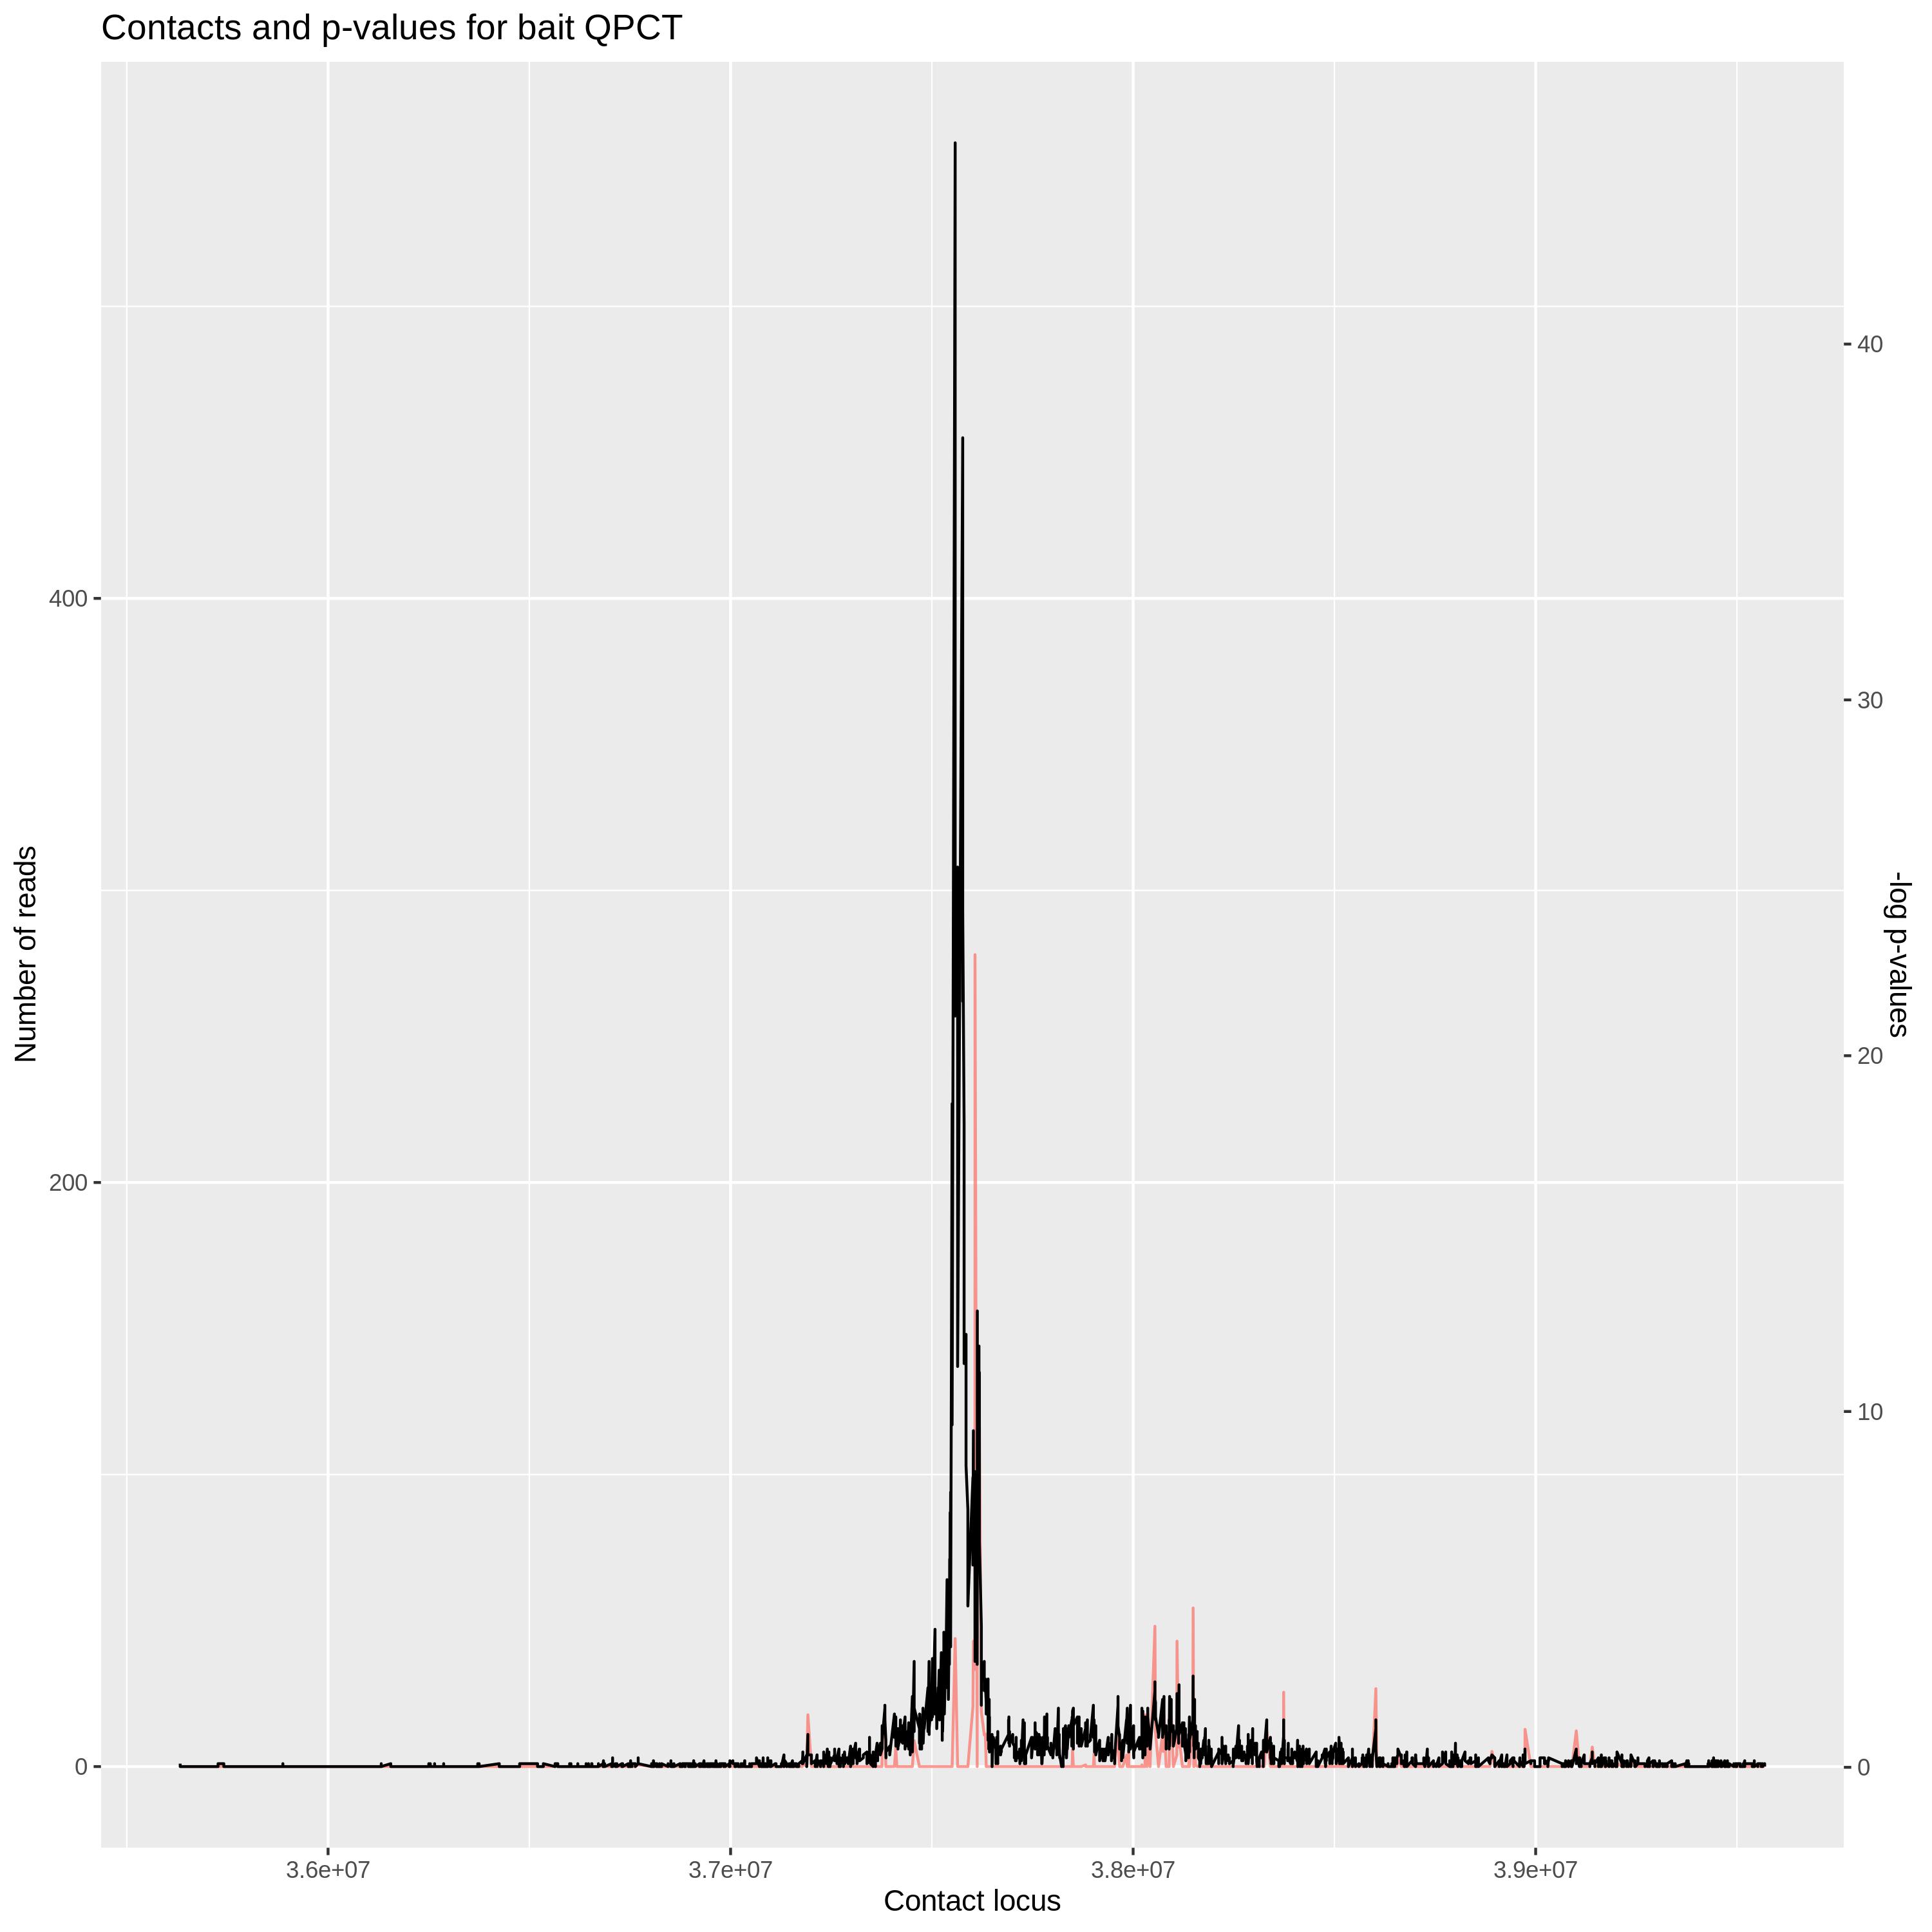 Contacts and p-values for bait QPCT
Number of reads
400
200
0
40
30
20
10
0
-log p-values
3.6e+07
3.7e+07
3.8e+07
3.9e+07
Contact locus